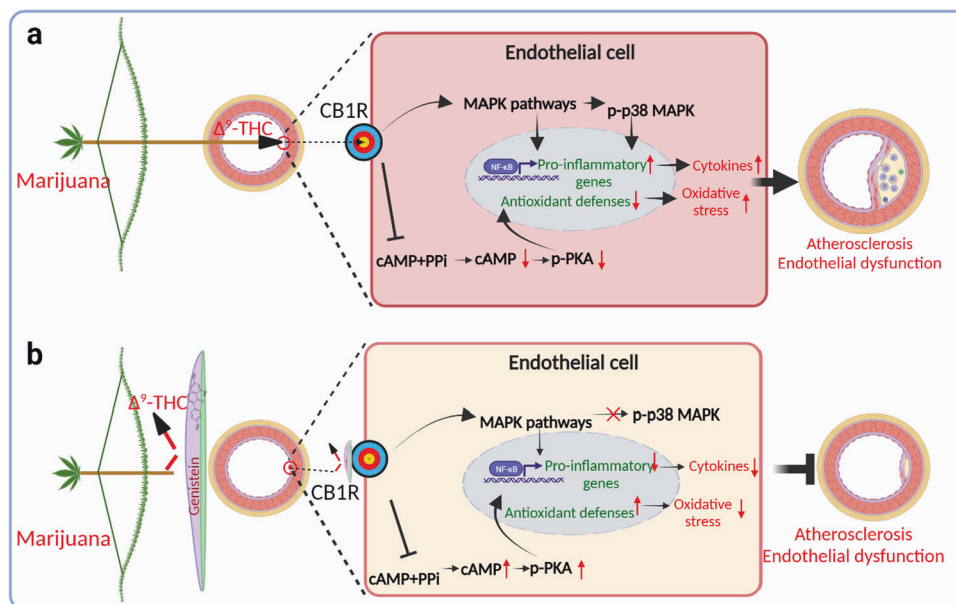 a
Endothelial cell
CB1R
MAPK pathways
p-p38 MAPK
Δ⁹-THC
Marijuana
NF-κB
Pro-inflammatory
genes
Cytokines
Antioxidant defenses
Oxidative
stress
cAMP+PPi
cAMP
p-PKA
Atherosclerosis
Endothelial dysfunction
b
Endothelial cell
Δ⁹-THC
Genistein
MAPK pathways
p-p38 MAPK
CB1R
NF-κB
Pro-inflammatory
genes
Cytokines
Antioxidant defenses
Oxidative
stress
Marijuana
cAMP+PPi
cAMP
p-PKA
Atherosclerosis
Endothelial dysfunction